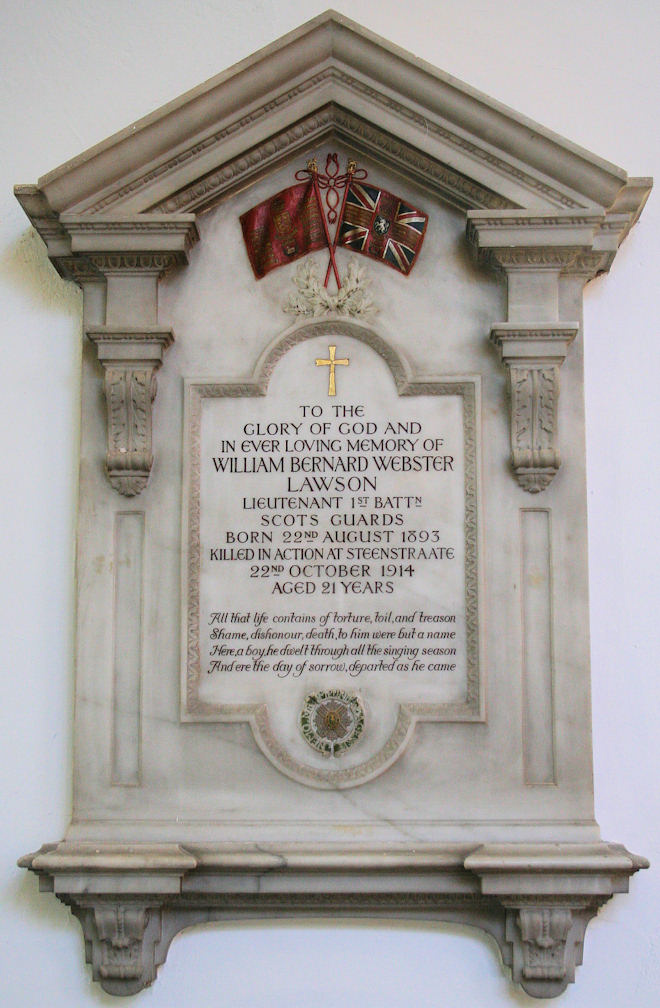 TO THE
GLORY OF GOD AND
IN EVER LOVING MEMORY OF
WILLIAM BERNARD WEBSTER
LAWSON
LIEUTENANT 1ST BATTN
SCOTS GUARDS
BORN 22ND AUGUST 1893
KILLED IN ACTION AT STEENSTRAATE
22ND OCTOBER 1914
AGED 21 YEARS
All that life contains of torture, toil, and treason
Shame, dishonour, death, to him were but a name
Here, a boy, he dwelt through all the singing season
And ere the day of sorrow, departed as he came